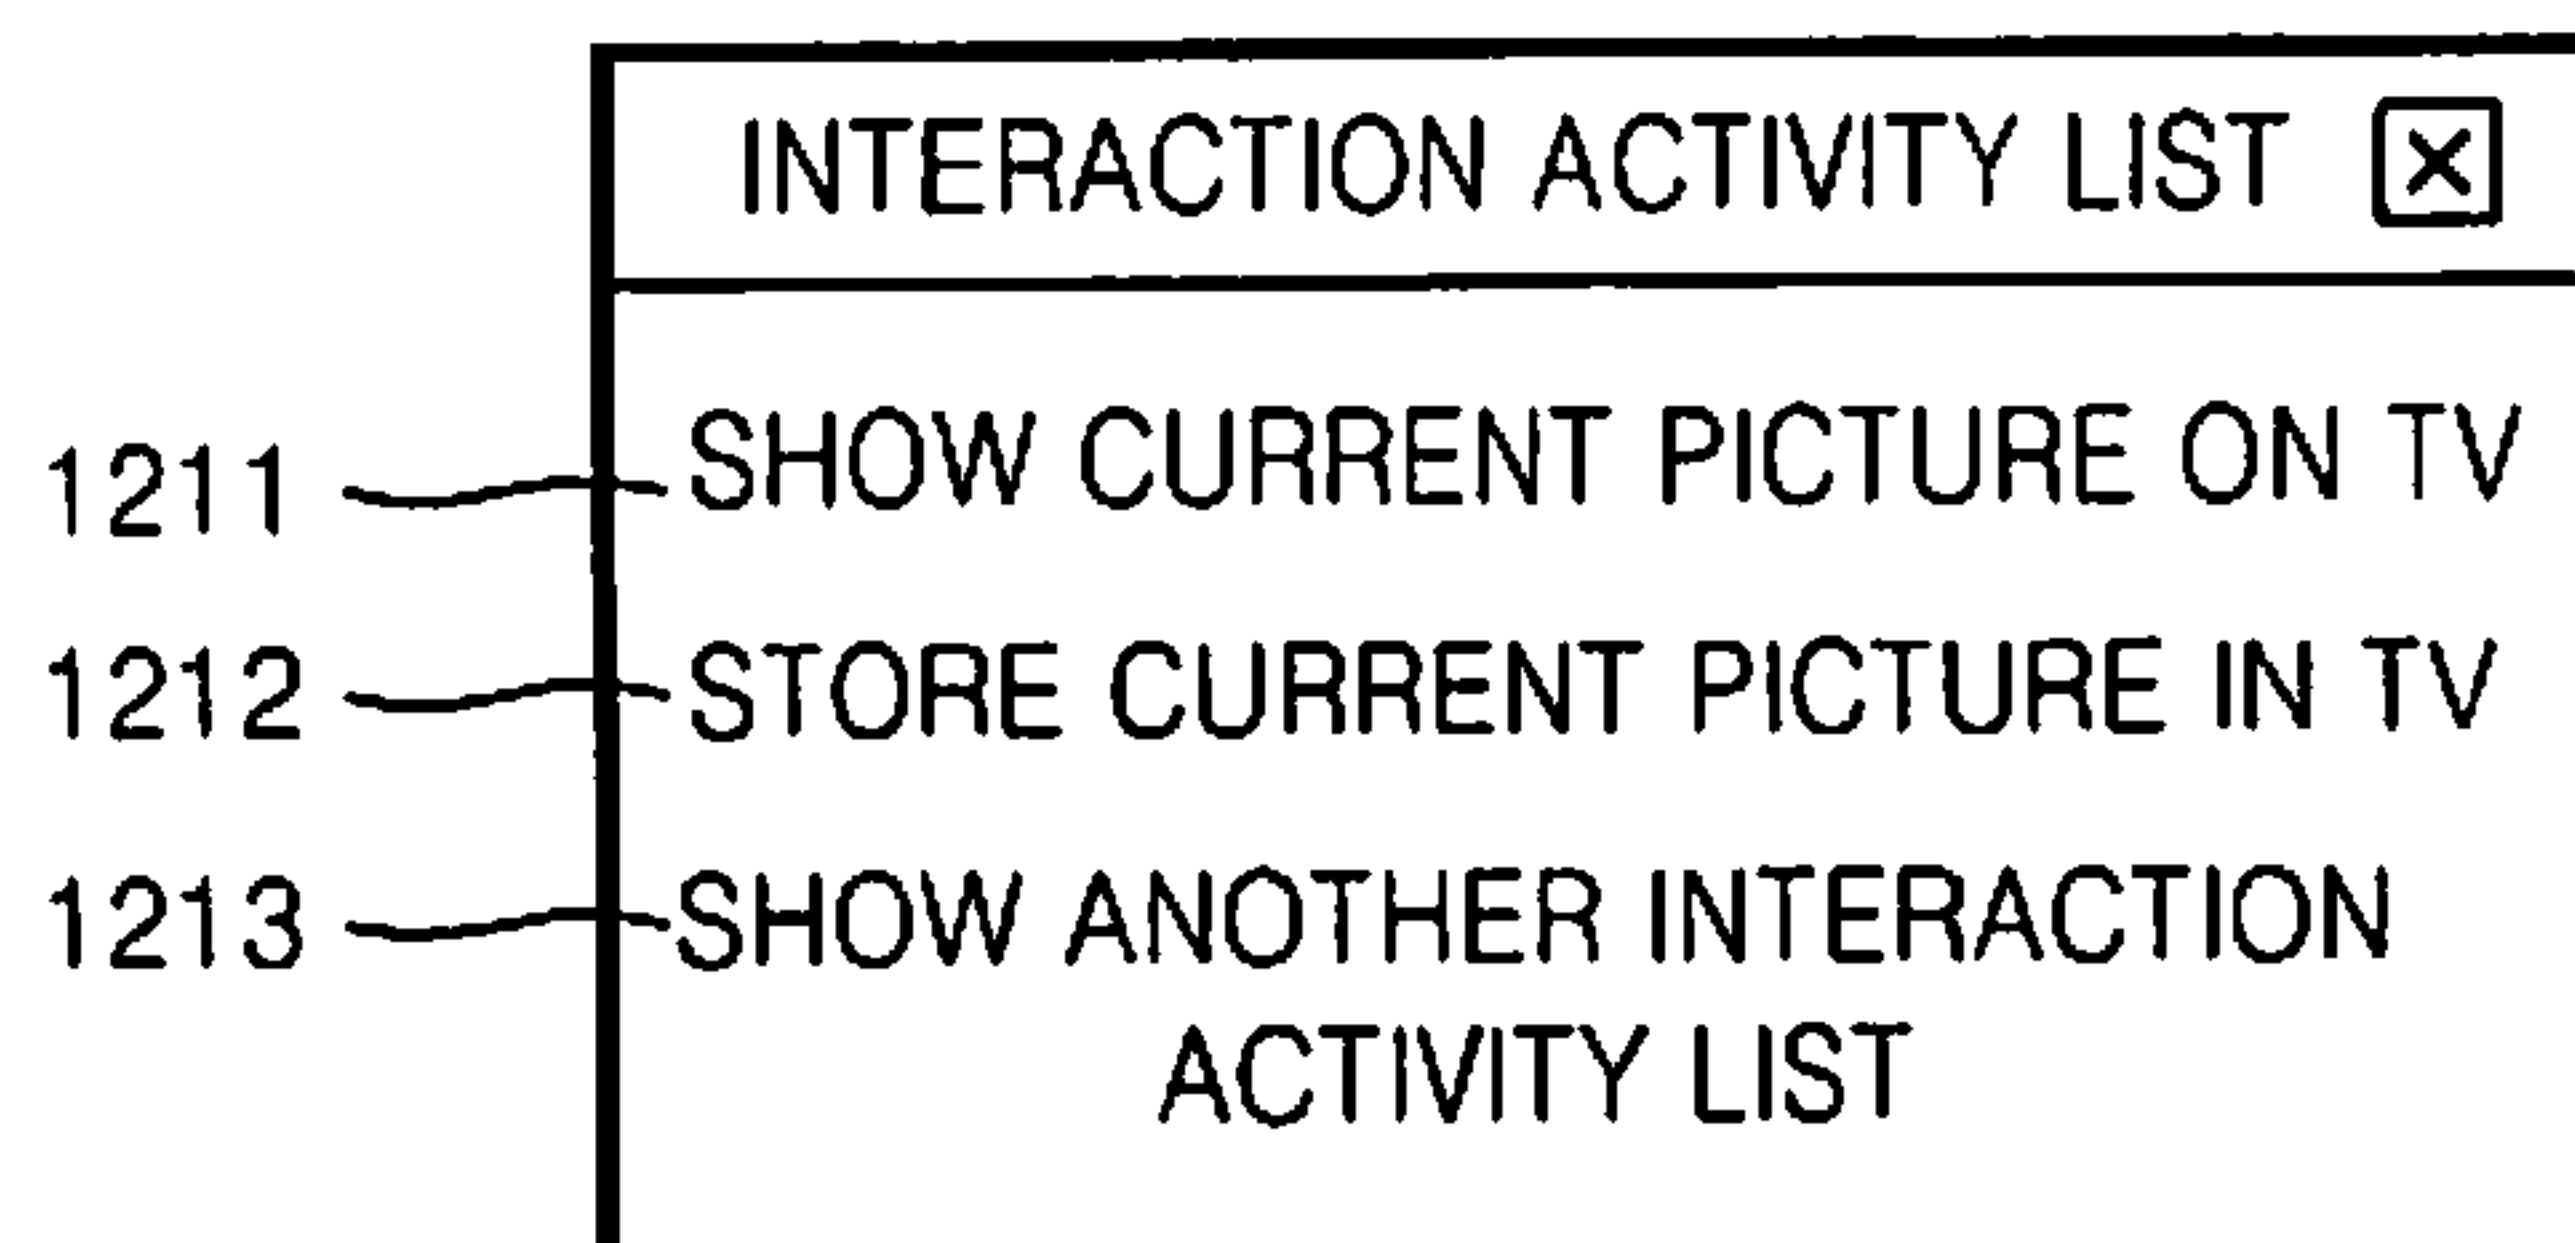 INTERACTION ACTIVITY LIST X
1211 SHOW CURRENT PICTURE ON TV
1212 STORE CURRENT PICTURE IN TV
1213 SHOW ANOTHER INTERACTION
ACTIVITY LIST